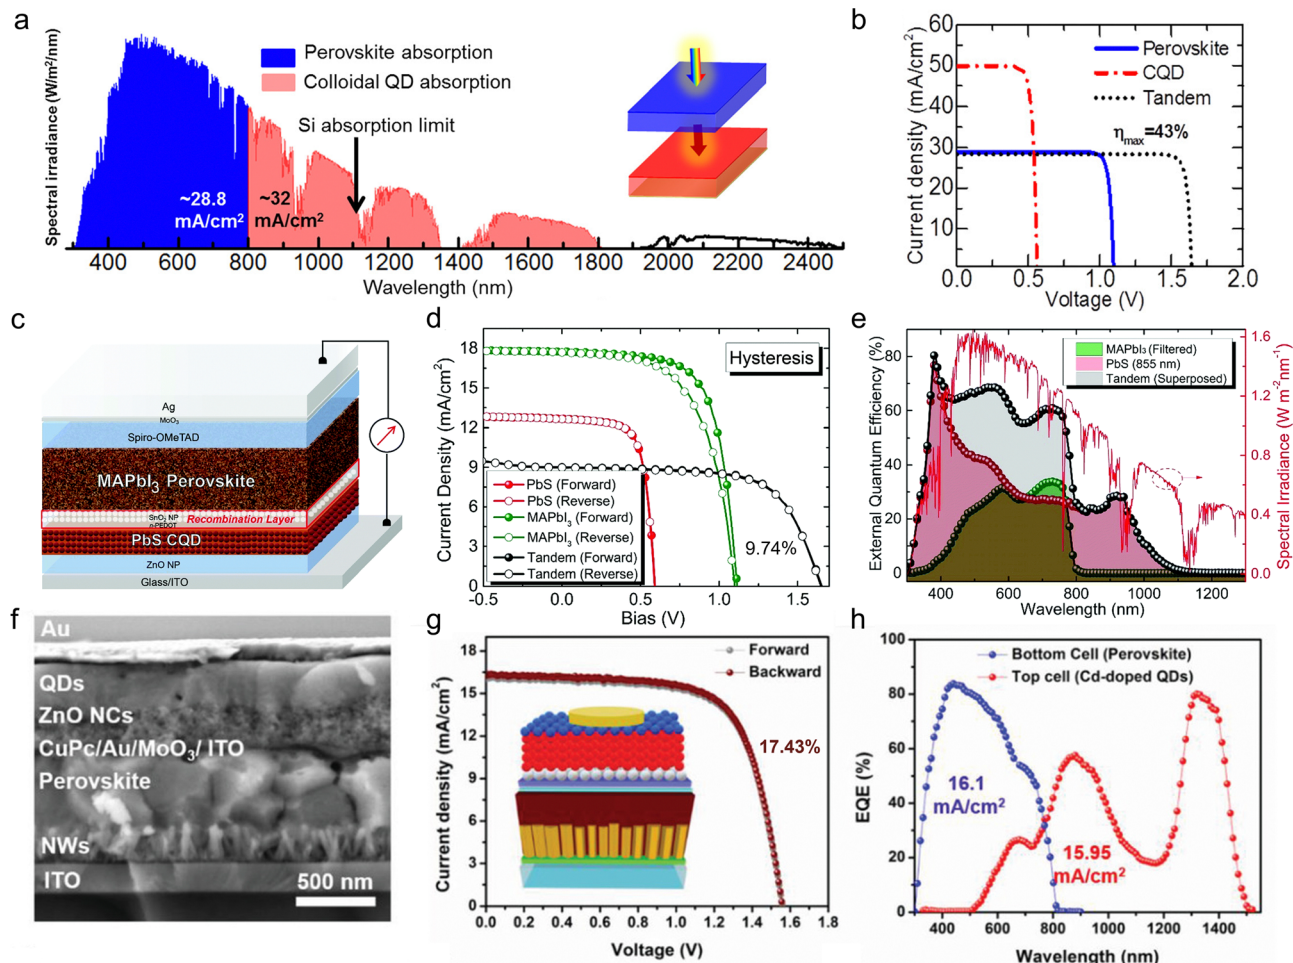 a
Spectral irradiance (W/m²/nm)
Perovskite absorption
Colloidal QD absorption
Si absorption limit
~28.8
mA/cm²
~32
mA/cm²
400 600 800 1000 1200 1400 1600 1800 2000 2200 2400
Wavelength (nm)
b
Current density (mA/cm²)
60
50
40
30
20
10
Perovskite
CQD
Tandem
ηmax=43%
0.0 0.5 1.0 1.5 2.0
Voltage (V)
c
Ag
MoO₃
Spiro-OMeTAD
MAPbI₃ Perovskite
SnO₂ NP
n-PEDOT
Recombination Layer
PbS CQD
ZnO NP
Glass/ITO
d
Current Density (mA/cm²)
18
15
12
9
6
3
0
Hysteresis
PbS (Forward)
PbS (Reverse)
MAPbI₃ (Forward)
MAPbI₃ (Reverse)
Tandem (Forward)
Tandem (Reverse)
9.74%
-0.5 0.0 0.5 1.0 1.5
Bias (V)
e
External Quantum Efficiency (%)
80
60
40
20
0
MAPbI₃ (Filtered)
PbS (855 nm)
Tandem (Superposed)
1.6
1.2
0.8
0.4
0.0
Spectral Irradiance (W m⁻²nm⁻¹)
400 600 800 1000 1200
Wavelength (nm)
f
Au
QDs
ZnO NCs
CuPc/Au/MoO₃/ ITO
Perovskite
NWs
ITO
500 nm
g
Current density (mA/cm²)
18
15
12
9
6
3
0
Forward
Backward
17.43%
0.0 0.2 0.4 0.6 0.8 1.0 1.2 1.4 1.6 1.8
Voltage (V)
h
EQE (%)
100
80
60
40
20
0
Bottom Cell (Perovskite)
Top cell (Cd-doped QDs)
16.1
mA/cm²
15.95
mA/cm²
400 600 800 1000 1200 1400
Wavelength (nm)